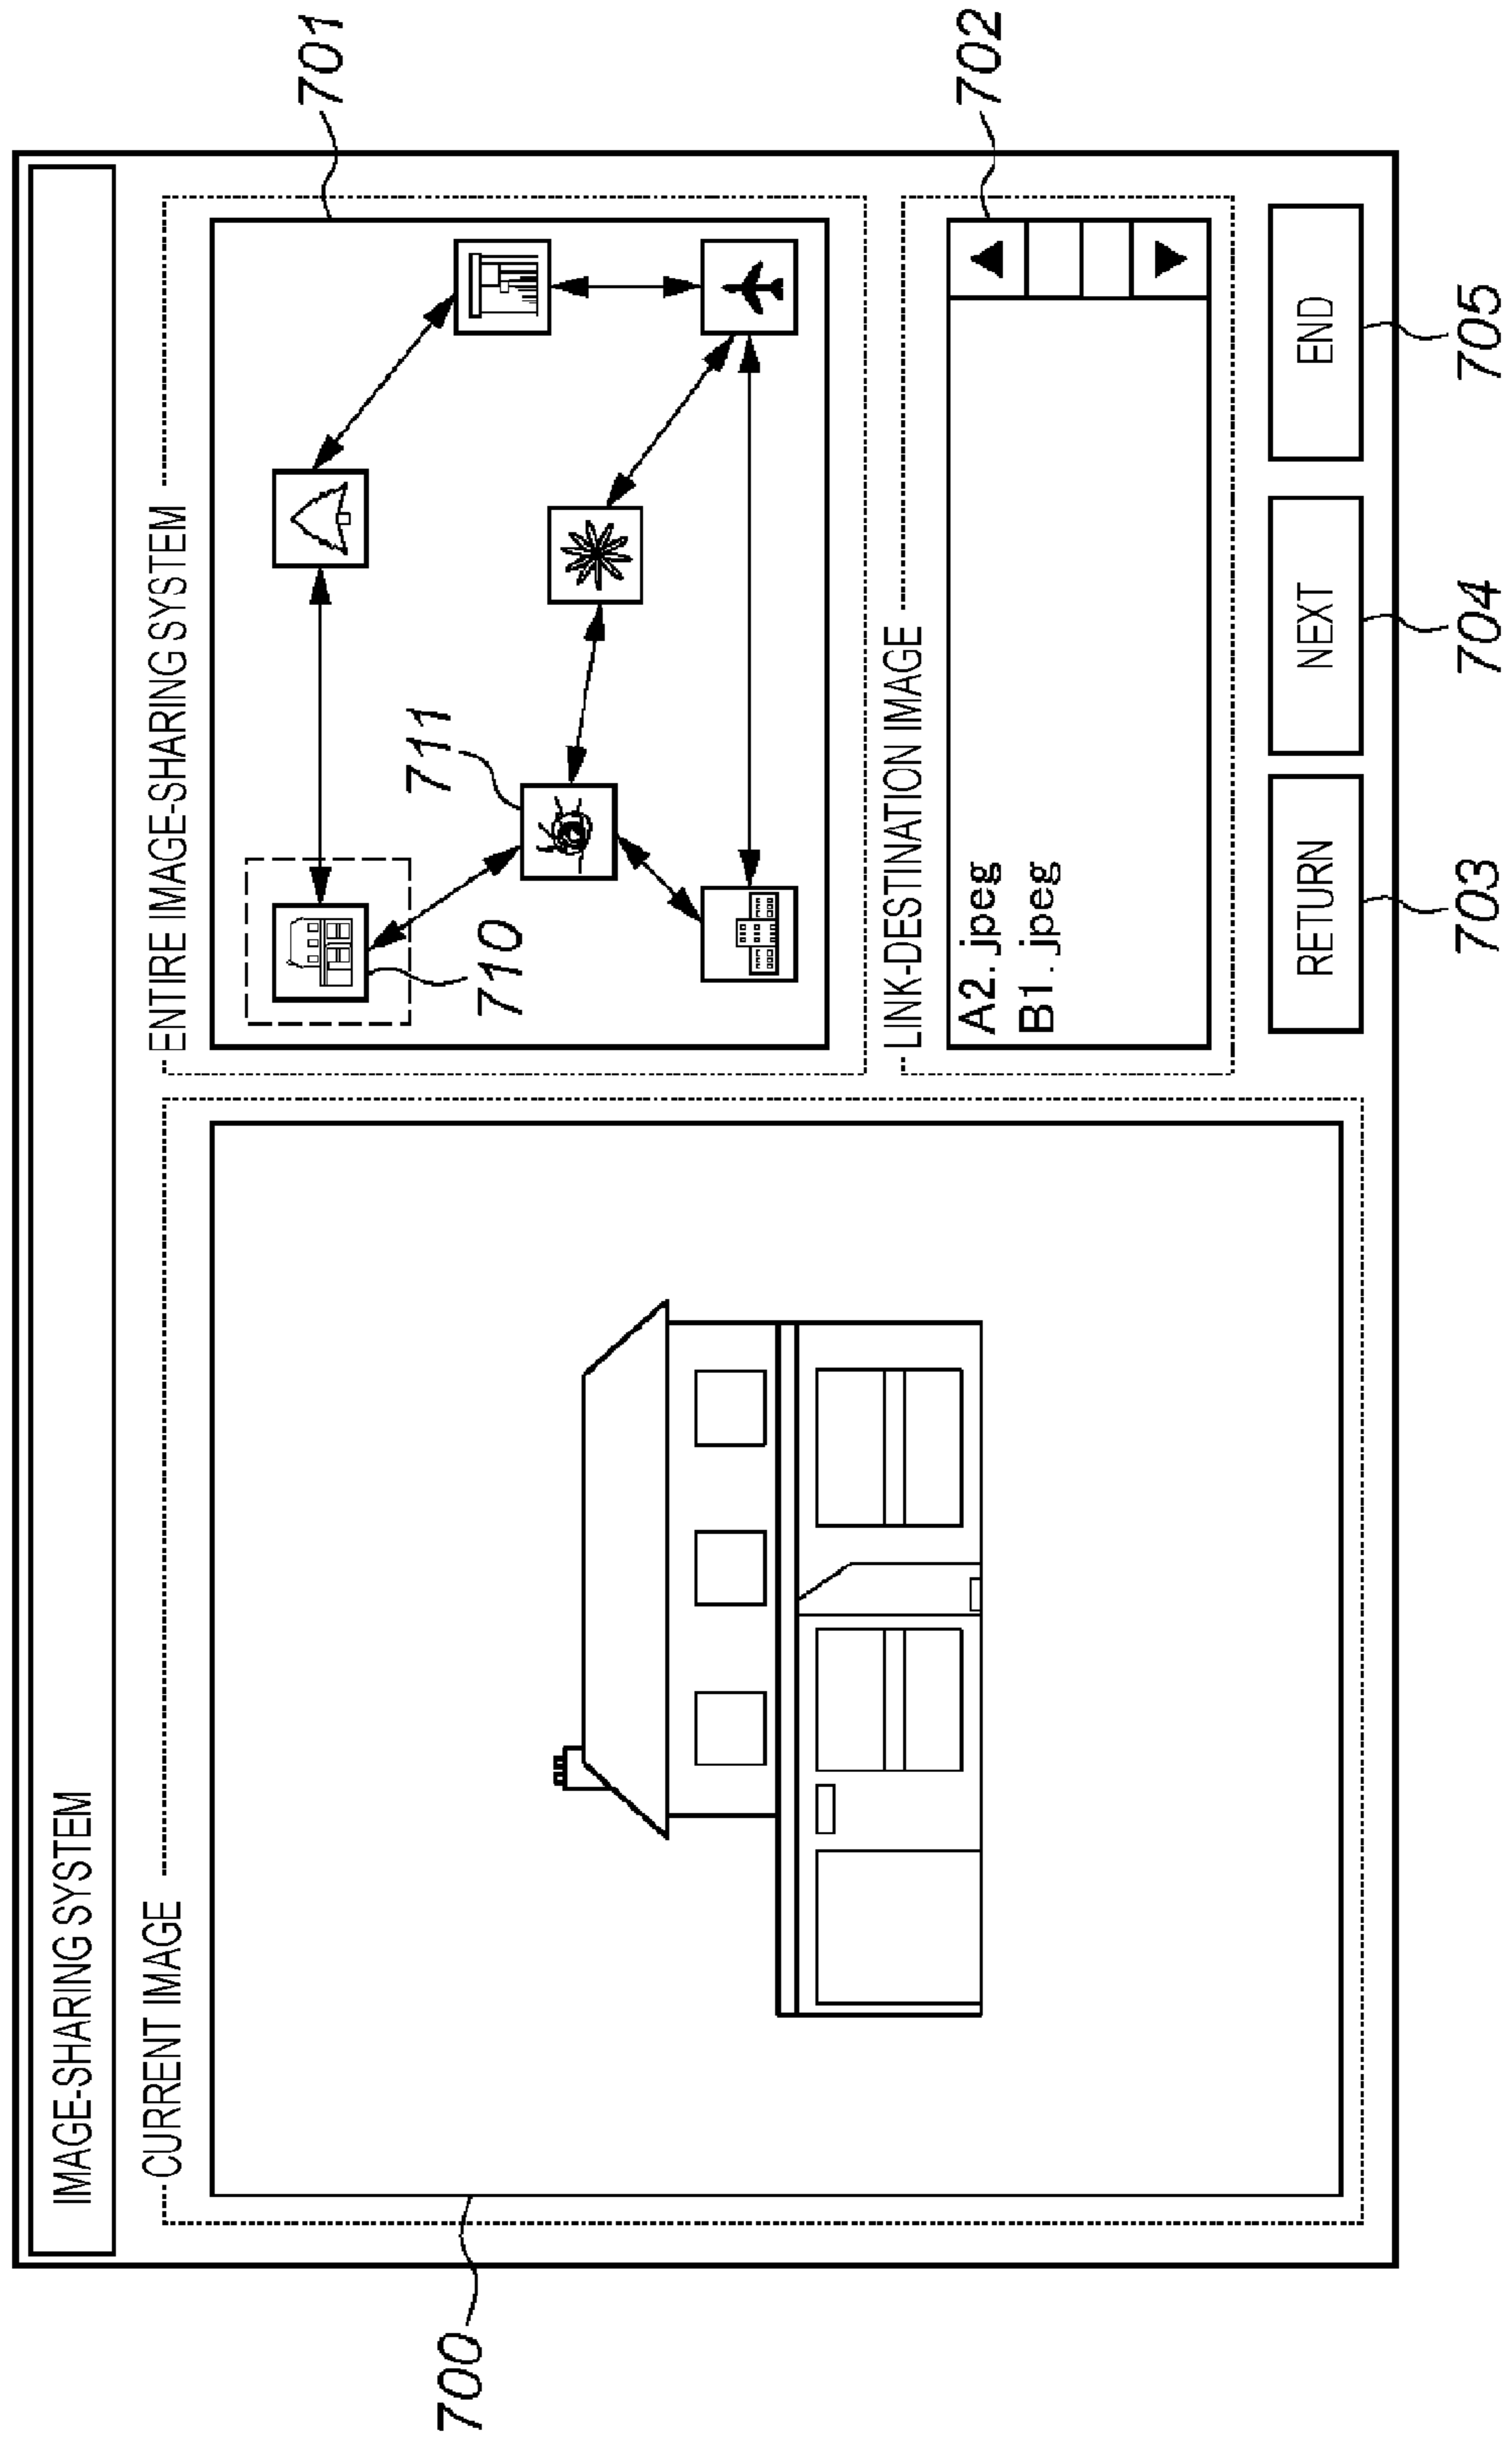 IMAGE-SHARING SYSTEM
CURRENT IMAGE
700
ENTIRE IMAGE-SHARING SYSTEM
701
710
711
LINK-DESTINATION IMAGE
702
A2. jpeg
B1. jpeg
RETURN
NEXT
END
703
704
705